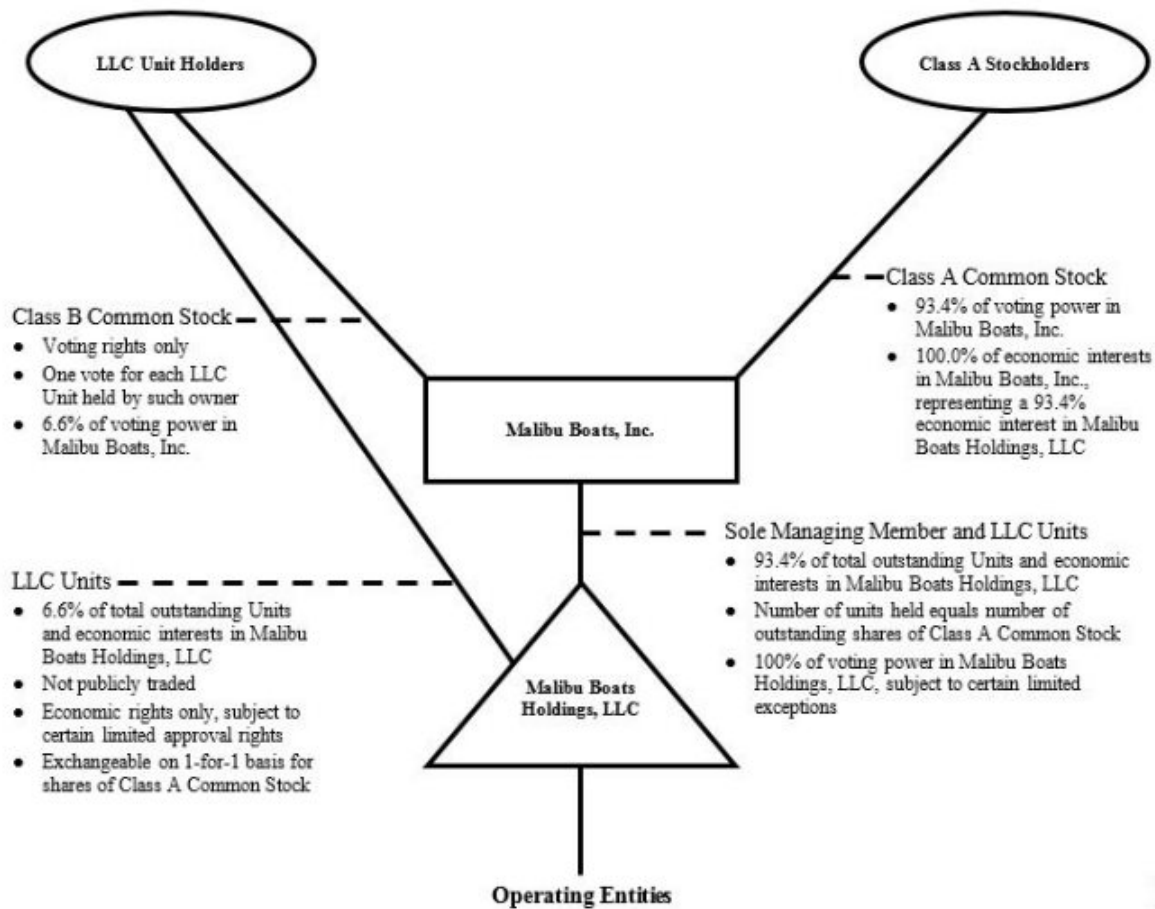 LLC Unit Holders
Class A Stockholders
Class A Common Stock
● 93.4% of voting power in
Malibu Boats, Inc.
● 100.0% of economic interests
in Malibu Boats, Inc.,
representing a 93.4%
economic interest in Malibu
Boats Holdings, LLC
Class B Common Stock
● Voting rights only
● One vote for each LLC
Unit held by such owner
● 6.6% of voting power in
Malibu Boats, Inc.
Malibu Boats, Inc.
Sole Managing Member and LLC Units
● 93.4% of total outstanding Units and economic
interests in Malibu Boats Holdings, LLC
● Number of units held equals number of
outstanding shares of Class A Common Stock
● 100% of voting power in Malibu Boats
Holdings, LLC, subject to certain limited
exceptions
LLC Units
● 6.6% of total outstanding Units
and economic interests in Malibu
Boats Holdings, LLC
● Not publicly traded
● Economic rights only, subject to
certain limited approval rights
● Exchangeable on 1-for-1 basis for
shares of Class A Common Stock
Malibu Boats
Holdings, LLC
Operating Entities